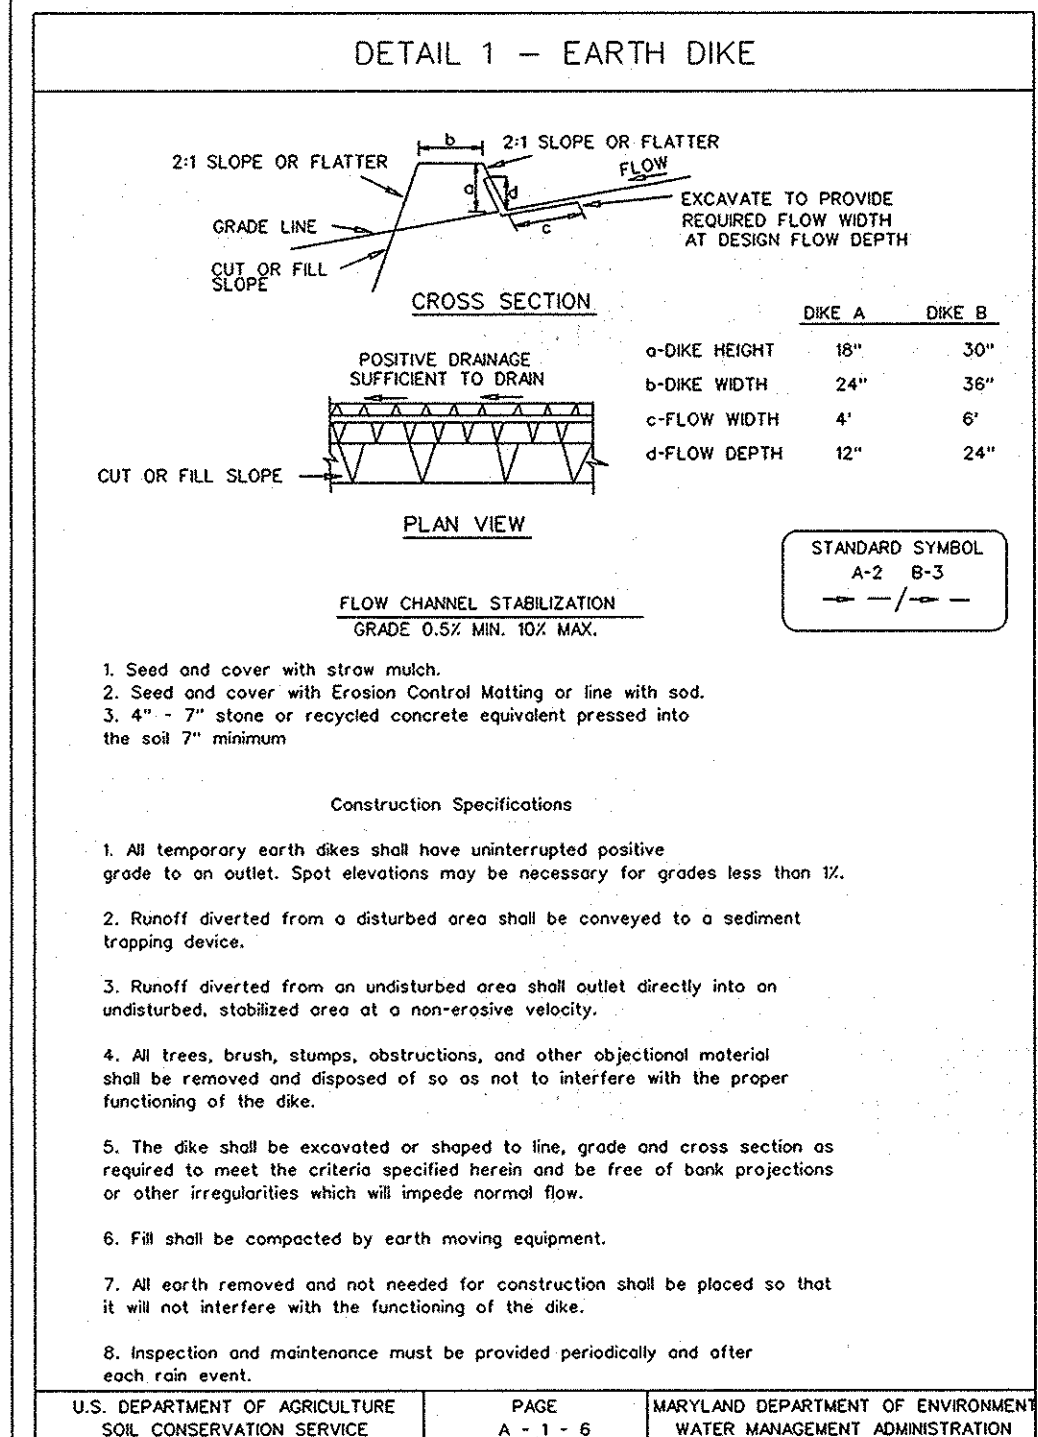 DETAIL 1 – EARTH DIKE
b
2:1 SLOPE OR FLATTER
2:1 SLOPE OR FLATTER
FLOW
a
d
EXCAVATE TO PROVIDE
REQUIRED FLOW WIDTH
AT DESIGN FLOW DEPTH
GRADE LINE
c
CUT OR FILL
SLOPE
CROSS SECTION
DIKE A DIKE B
a-DIKE HEIGHT 18" 30"
b-DIKE WIDTH 24" 36"
c-FLOW WIDTH 4' 6'
d-FLOW DEPTH 12" 24"
POSITIVE DRAINAGE
SUFFICIENT TO DRAIN
CUT OR FILL SLOPE
PLAN VIEW
STANDARD SYMBOL
A-2 B-3
FLOW CHANNEL STABILIZATION
GRADE 0.5% MIN. 10% MAX.
1. Seed and cover with straw mulch.
2. Seed and cover with Erosion Control Matting or line with sod.
3. 4" - 7" stone or recycled concrete equivalent pressed into
the soil 7" minimum
Construction Specifications
1. All temporary earth dikes shall have uninterrupted positive
grade to an outlet. Spot elevations may be necessary for grades less than 1%.
2. Runoff diverted from a disturbed area shall be conveyed to a sediment
trapping device.
3. Runoff diverted from an undisturbed area shall outlet directly into an
undisturbed, stabilized area at a non-erosive velocity.
4. All trees, brush, stumps, obstructions, and other objectional material
shall be removed and disposed of so as not to interfere with the proper
functioning of the dike.
5. The dike shall be excavated or shaped to line, grade and cross section as
required to meet the criteria specified herein and be free of bank projections
or other irregularities which will impede normal flow.
6. Fill shall be compacted by earth moving equipment.
7. All earth removed and not needed for construction shall be placed so that
it will not interfere with the functioning of the dike.
8. Inspection and maintenance must be provided periodically and after
each rain event.
U.S. DEPARTMENT OF AGRICULTURE
SOIL CONSERVATION SERVICE
PAGE
A - 1 - 6
MARYLAND DEPARTMENT OF ENVIRONMENT
WATER MANAGEMENT ADMINISTRATION